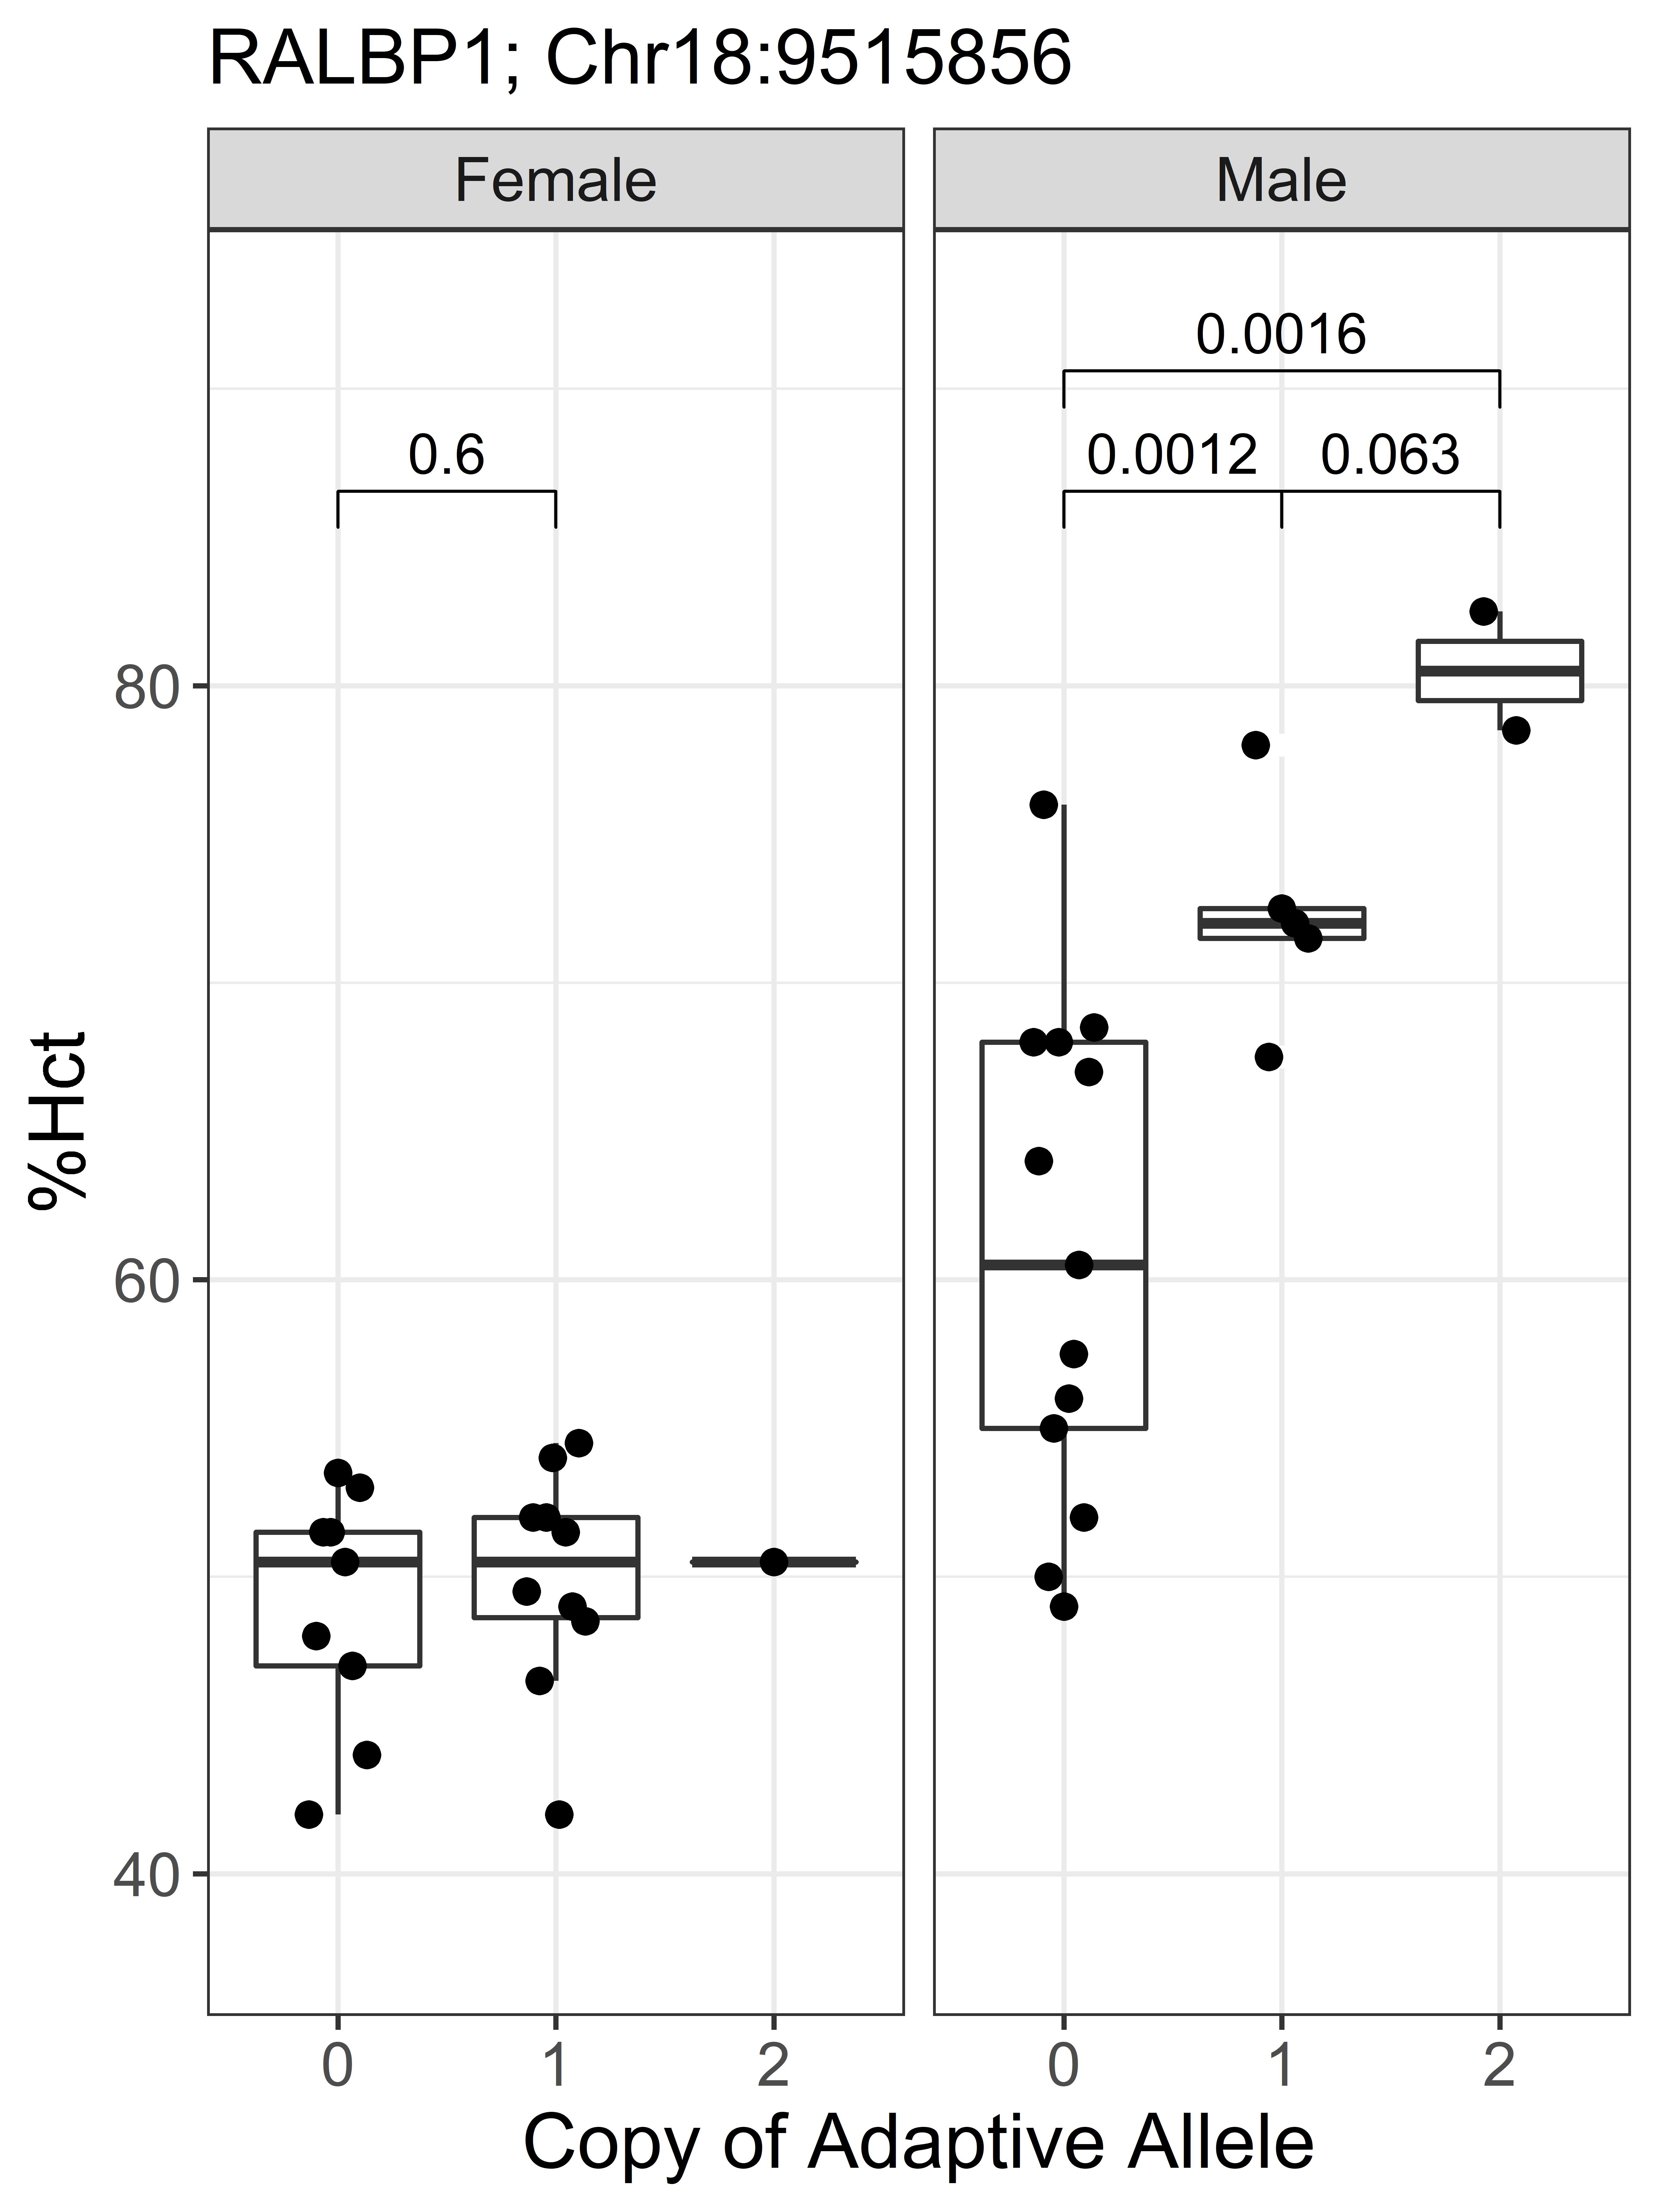 RALBP1; Chr18:9515856
Female
Male
0.0016
0.6
0.0012
0.063
%Hct
80
60
40
0
1
2
0
1
2
Copy of Adaptive Allele